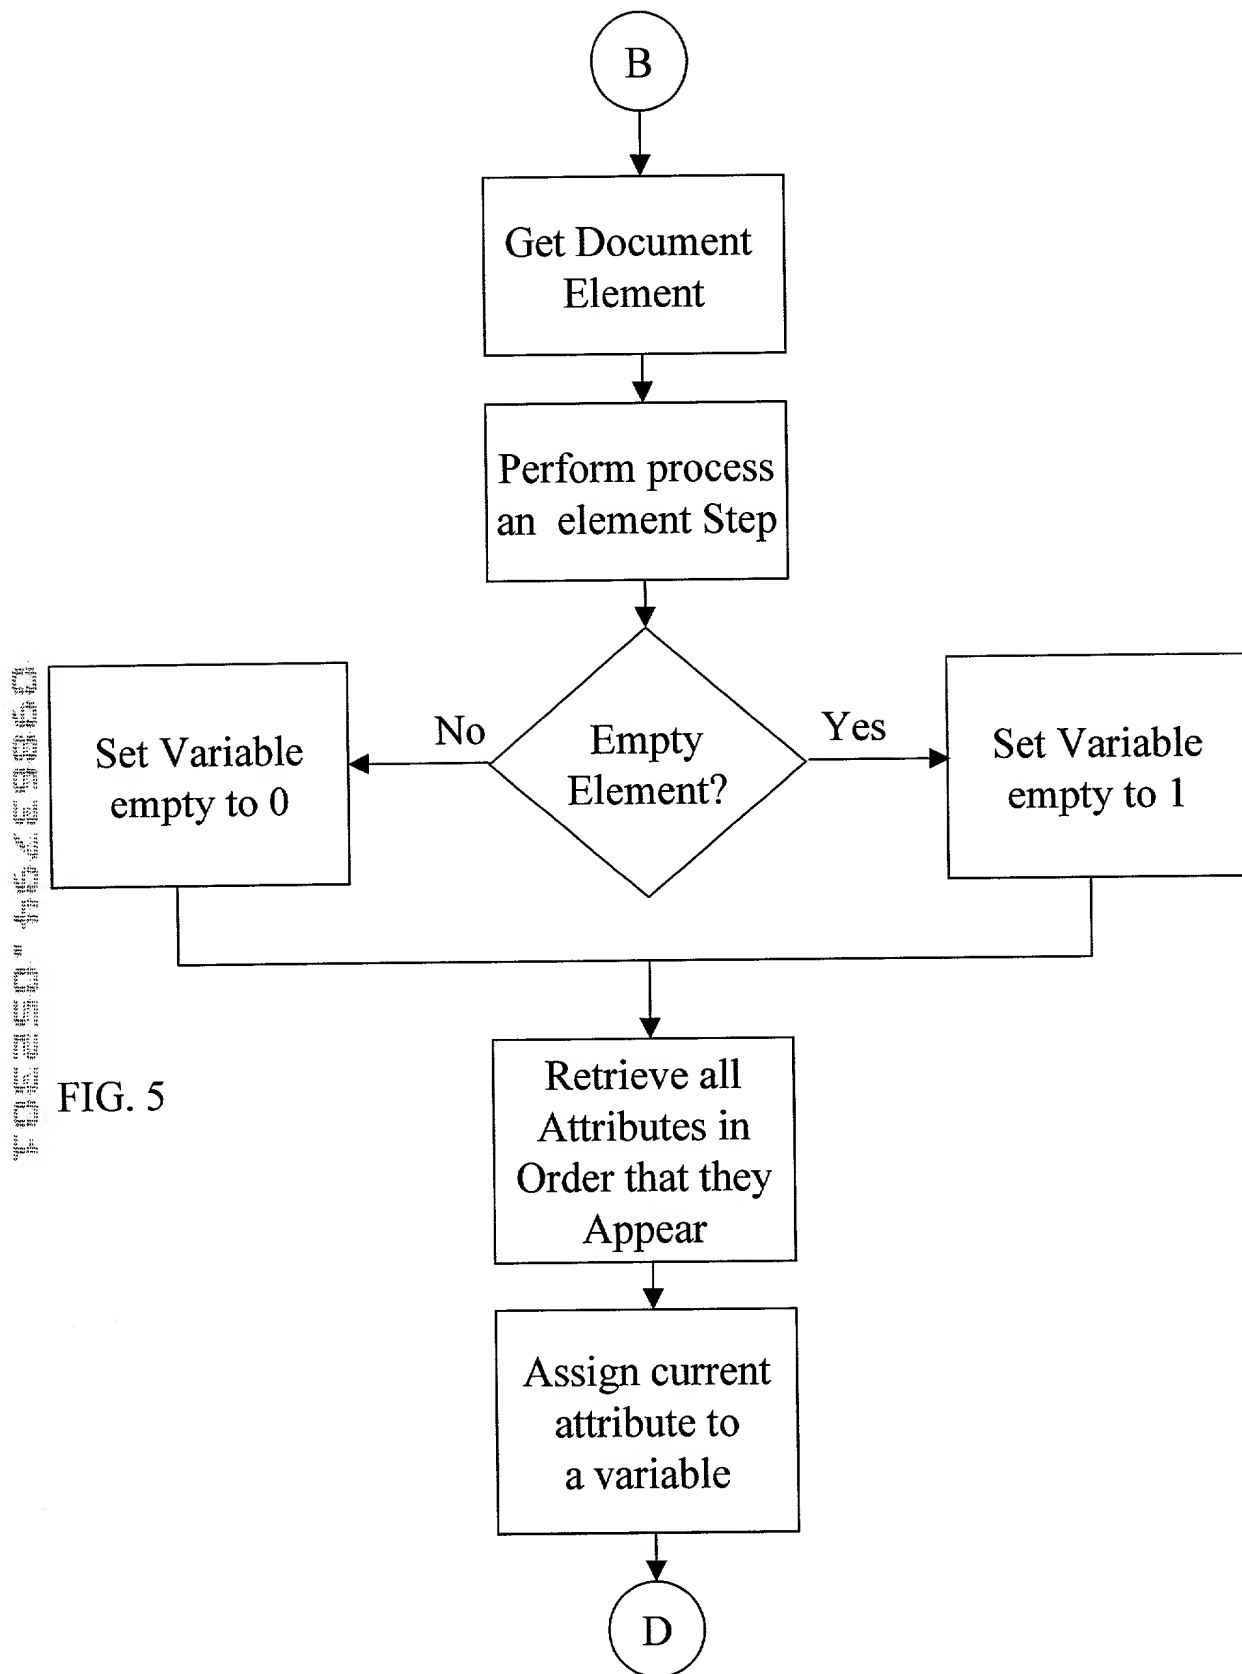 B
Get Document
Element
Perform process
an element Step
No
Empty
Element?
Yes
Set Variable
empty to 0
Set Variable
empty to 1
Retrieve all
Attributes in
Order that they
Appear
FIG. 5
Assign current
attribute to
a variable
D